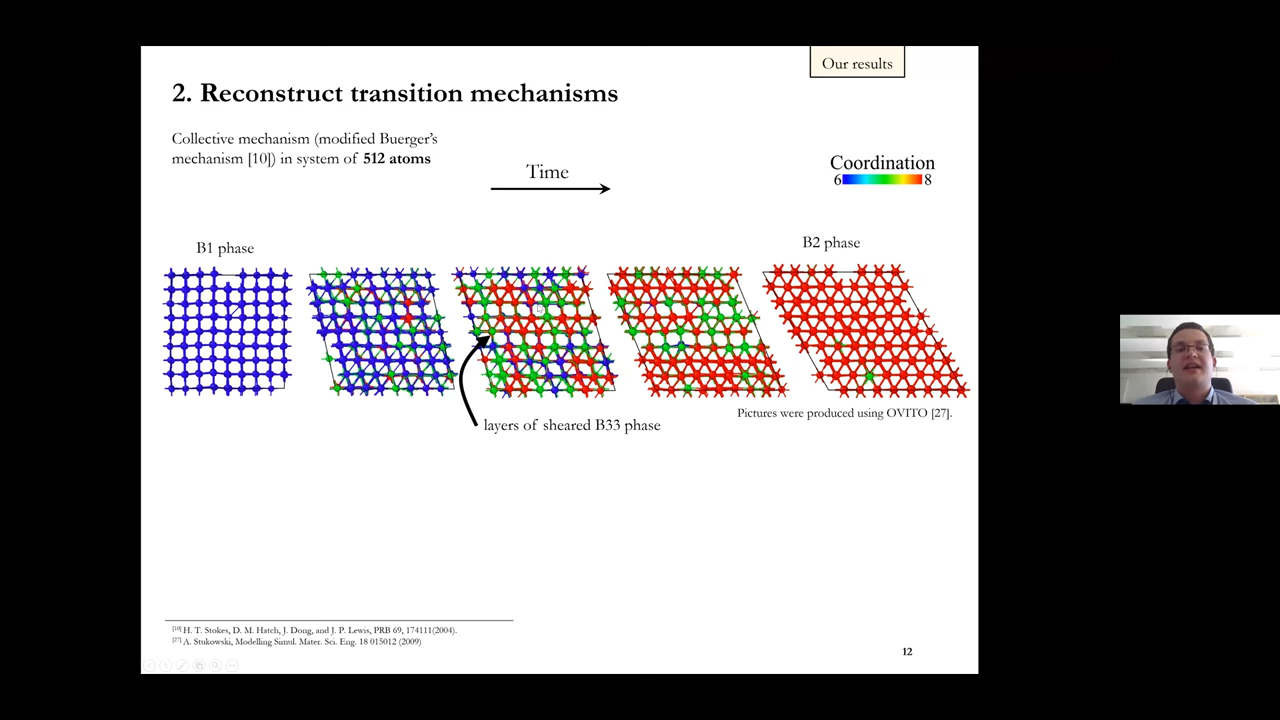 Our results
2. Reconstruct transition mechanisms
Collective mechanism (modified Buerger's
mechanism [10]) in system of 512 atoms
Time
Coordination
6 8
B1 phase
B2 phase
layers of sheared B33 phase
Pictures were produced using OVITO [27].
[10] H. T. Stokes, D. M. Hatch, J. Dong, and J. P. Lewis, PRB 69, 174111(2004).
[27] A. Stukowski, Modelling Simul. Mater. Sci. Eng. 18 015012 (2009)
12